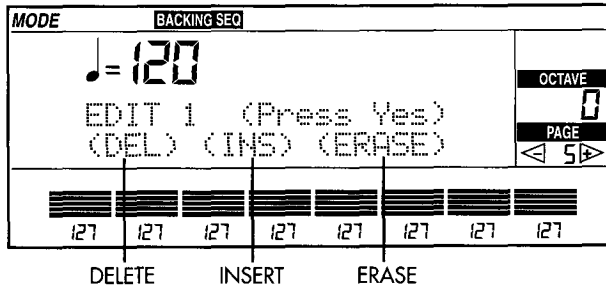 MODE BACKING SEQ
♩=120
OCTAVE
0
EDIT 1 (Press Yes)
PAGE
(DEL) (INS) (ERASE)
- 5 +
127 127 127 127 127 127 127 127
DELETE INSERT ERASE